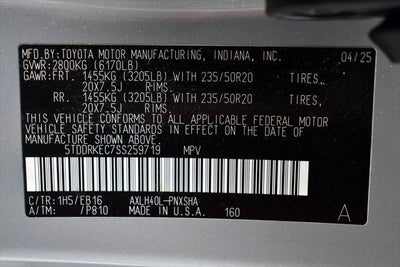 MFD.BY:TOYOTA MOTOR MANUFACTURING, INDIANA, INC. 04/25
GVWR: 2800KG (6170LB)
GAWR:FRT. 1455KG (3205LB) WITH 235/50R20 TIRES,
20X7.5J RIMS,
RR. 1455KG (3205LB) WITH 235/50R20 TIRES,
20X7.5J RIMS,
THIS VEHICLE CONFORMS TO ALL APPLICABLE FEDERAL MOTOR
VEHICLE SAFETY STANDARDS IN EFFECT ON THE DATE OF
MANUFACTURE SHOWN ABOVE.
5TDDRKEC7SS259719 MPV
C/TR: 1H5/EB16 AXLH40L-PNXSHA
A/TM: /P810 MADE IN U.S.A. 160 A